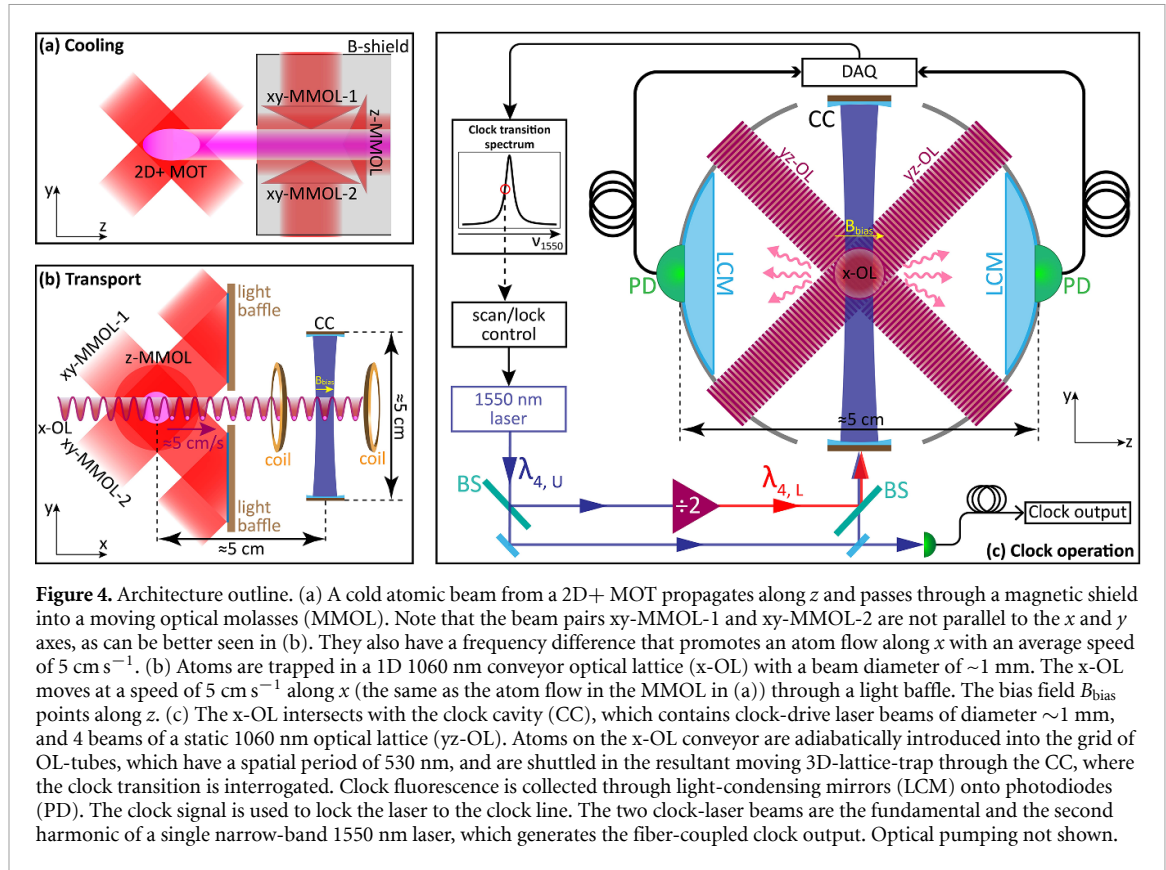 (a) Cooling
B-shield
xy-MMOL-1
z-MMOL
2D+ MOT
xy-MMOL-2
y
z
(b) Transport
light
baffle
CC
xy-MMOL-1
z-MMOL
B_bias
≈5 cm
x-OL
≈5 cm/s
xy-MMOL-2
coil
coil
light
baffle
y
x
≈5 cm
DAQ
CC
Clock transition
spectrum
ν₁₅₅₀
yz-OL
yz-OL
B_bias
LCM
x-OL
LCM
PD
PD
scan/lock
control
1550 nm
laser
≈5 cm
y
z
λ₄, U
BS
÷2
λ₄, L
BS
Clock output
(c) Clock operation
Figure 4. Architecture outline. (a) A cold atomic beam from a 2D+ MOT propagates along z and passes through a magnetic shield
into a moving optical molasses (MMOL). Note that the beam pairs xy-MMOL-1 and xy-MMOL-2 are not parallel to the x and y
axes, as can be better seen in (b). They also have a frequency difference that promotes an atom flow along x with an average speed
of 5 cm s⁻¹. (b) Atoms are trapped in a 1D 1060 nm conveyor optical lattice (x-OL) with a beam diameter of ~1 mm. The x-OL
moves at a speed of 5 cm s⁻¹ along x (the same as the atom flow in the MMOL in (a)) through a light baffle. The bias field B_bias
points along z. (c) The x-OL intersects with the clock cavity (CC), which contains clock-drive laser beams of diameter ∼1 mm,
and 4 beams of a static 1060 nm optical lattice (yz-OL). Atoms on the x-OL conveyor are adiabatically introduced into the grid of
OL-tubes, which have a spatial period of 530 nm, and are shuttled in the resultant moving 3D-lattice-trap through the CC, where
the clock transition is interrogated. Clock fluorescence is collected through light-condensing mirrors (LCM) onto photodiodes
(PD). The clock signal is used to lock the laser to the clock line. The two clock-laser beams are the fundamental and the second
harmonic of a single narrow-band 1550 nm laser, which generates the fiber-coupled clock output. Optical pumping not shown.